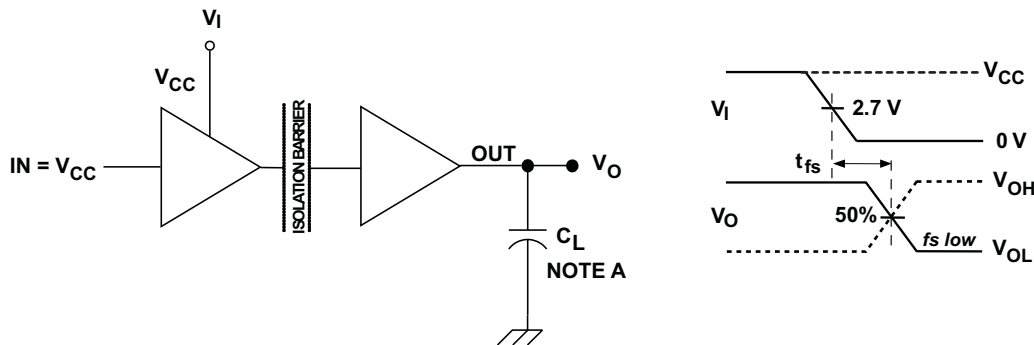 VI
VCC
IN = VCC
ISOLATION BARRIER
OUT
VO
CL
NOTE A
VCC
VI
2.7 V
0 V
tfs
VOH
VO
50%
fs low
VOL